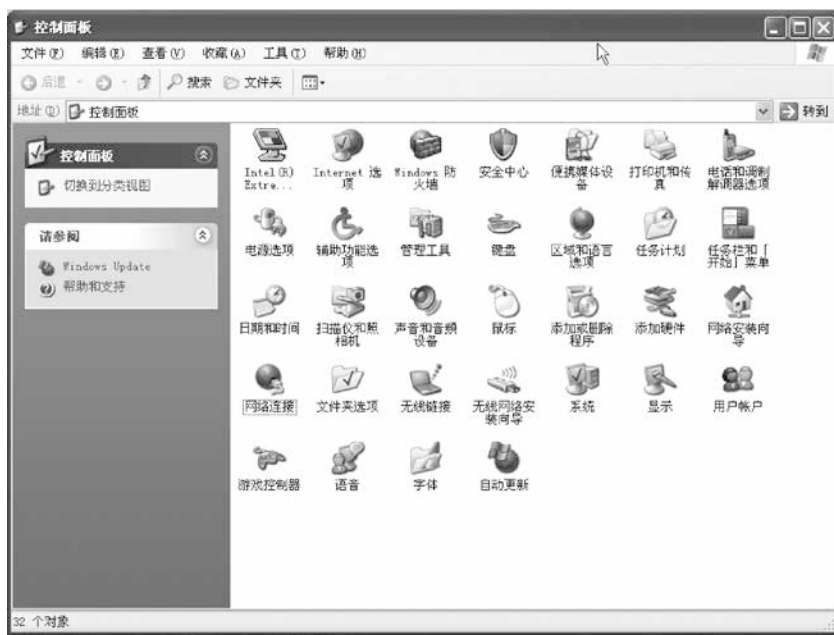 控制面板
文件(F) 编辑(E) 查看(V) 收藏(A) 工具(T) 帮助(H)
后退 搜索 文件夹
地址(D) 控制面板 转到
控制面板
切换到分类视图
请参阅
Windows Update
帮助和支持
Intel(R) Extre... Internet 选项 Windows 防火墙 安全中心 便携媒体设备 打印机和传真 电话和调制解调器选项
电源选项 辅助功能选项 管理工具 键盘 区域和语言选项 任务计划 任务栏和「开始」菜单
日期和时间 扫描仪和照相机 声音和音频设备 鼠标 添加或删除程序 添加硬件 网络安装向导
网络连接 文件夹选项 无线链接 无线网络安装向导 系统 显示 用户帐户
游戏控制器 语音 字体 自动更新
32 个对象